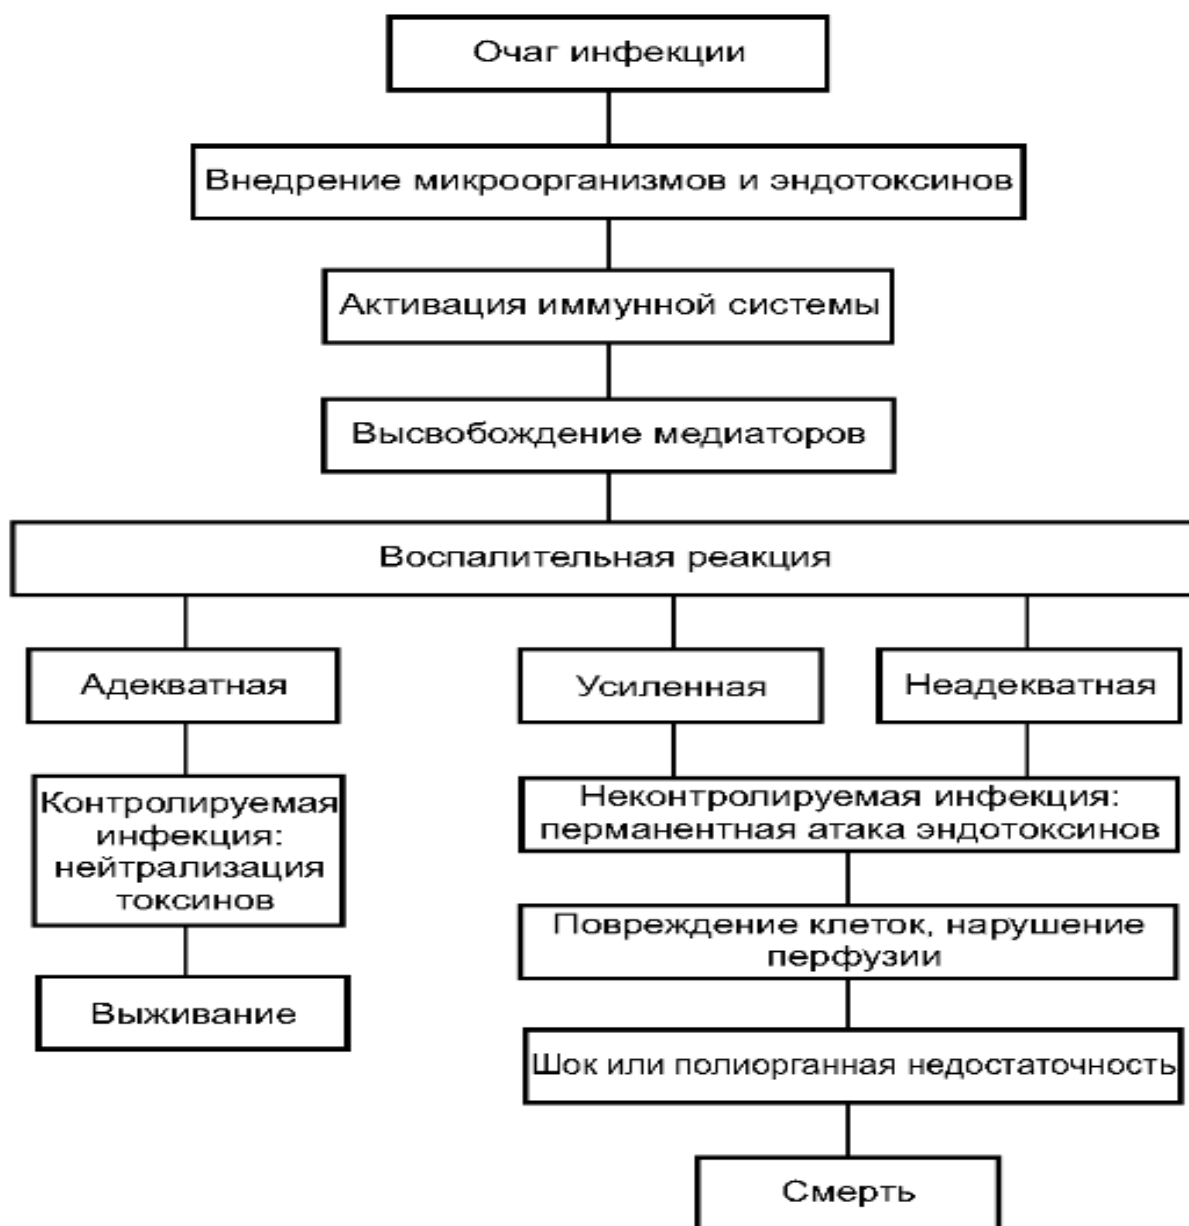 Очаг инфекции
Внедрение микроорганизмов и эндотоксинов
Активация иммунной системы
Высвобождение медиаторов
Воспалительная реакция
Адекватная
Усиленная
Неадекватная
Контролируемая
инфекция:
нейтрализация
токсинов
Неконтролируемая инфекция:
перманентная атака эндотоксинов
Повреждение клеток, нарушение
перфузии
Выживание
Шок или полиорганная недостаточность
Смерть